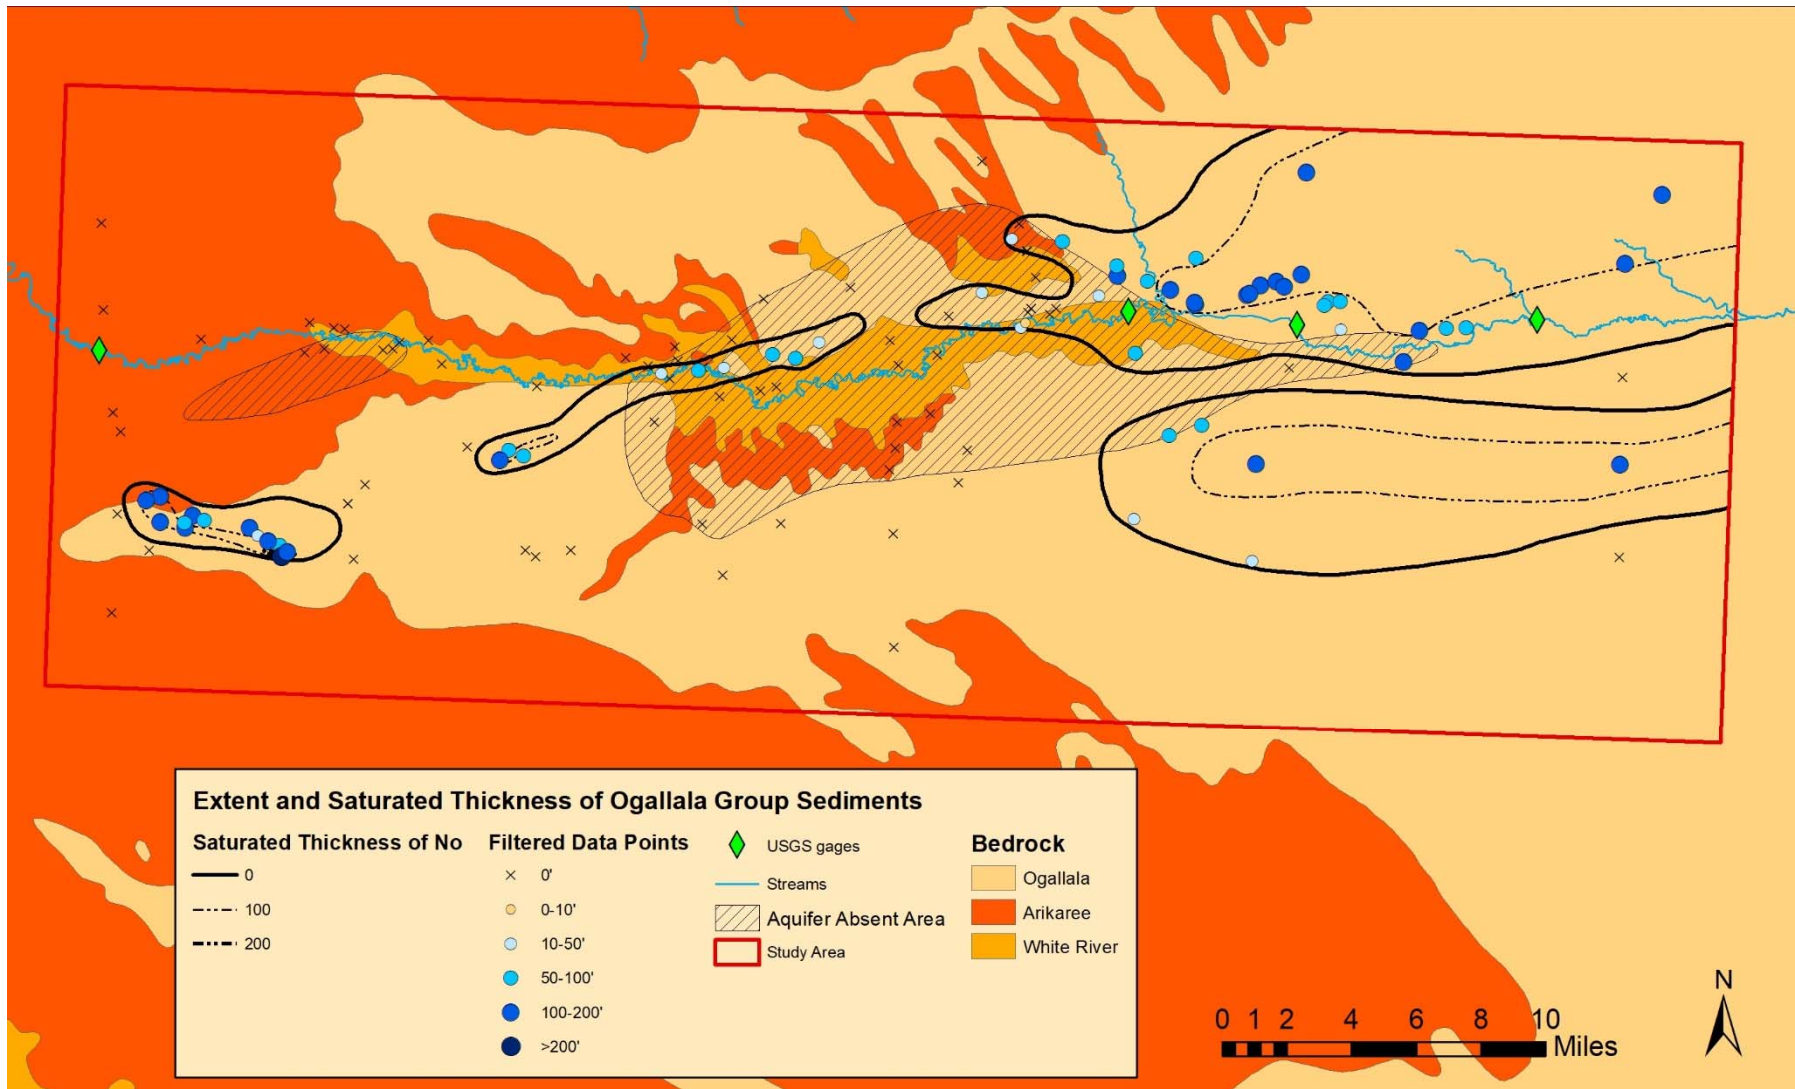 Extent and Saturated Thickness of Ogallala Group Sediments
Saturated Thickness of No
0
100
200
Filtered Data Points
0'
0-10'
10-50'
50-100'
100-200'
>200'
USGS gages
Streams
Aquifer Absent Area
Study Area
Bedrock
Ogallala
Arikaree
White River
0 1 2 4 6 8 10
Miles
N